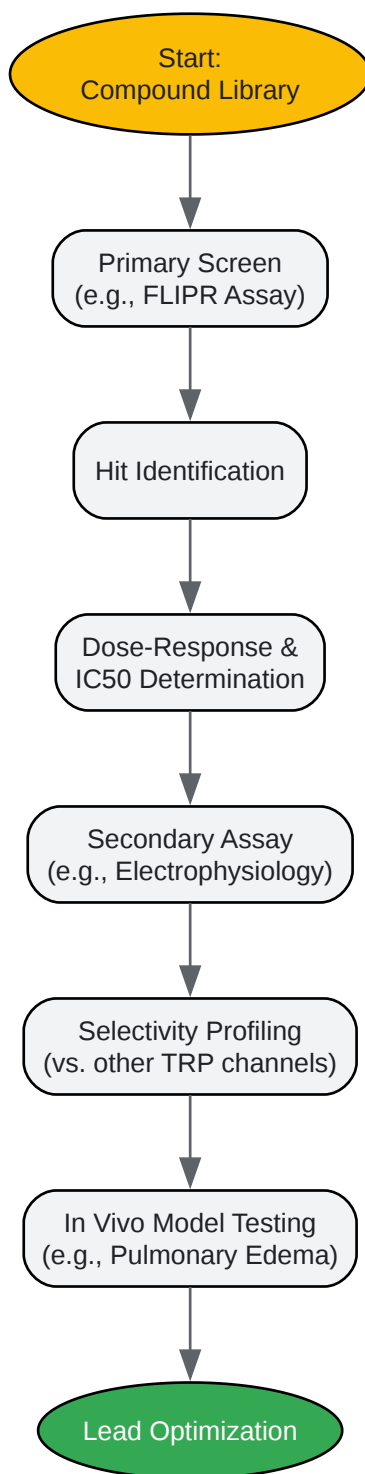 Start:
Compound Library
Primary Screen
(e.g., FLIPR Assay)
Hit Identification
Dose-Response &
IC50 Determination
Secondary Assay
(e.g., Electrophysiology)
Selectivity Profiling
(vs. other TRP channels)
In Vivo Model Testing
(e.g., Pulmonary Edema)
Lead Optimization